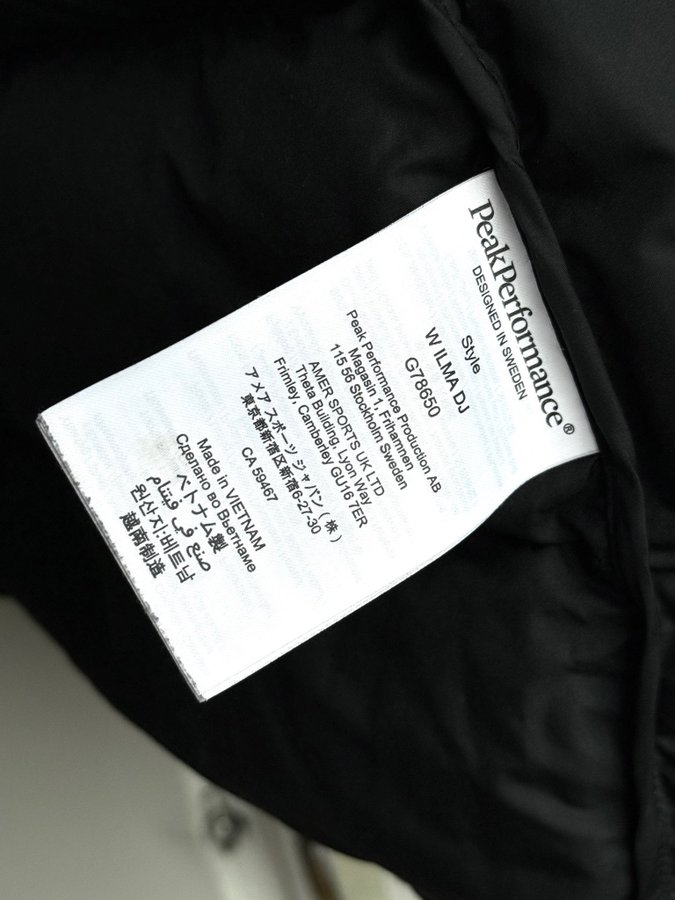 PeakPerformance®
DESIGNED IN SWEDEN
Style
W ILMA DJ
G78650
Peak Performance Production AB
Magasin 1, Frihamnen
115 56 Stockholm Sweden
AMER SPORTS UK LTD
Theta Building, Lyon Way
Frimley, Camberley GU16 7ER
アメア スポーツ ジャパン (株)
東京都新宿区新宿6-27-30
CA 59467
Made in VIETNAM
Сделано во Вьетнаме
ベトナム製
صنع في فيتنام
원산지:베트남
越南制造